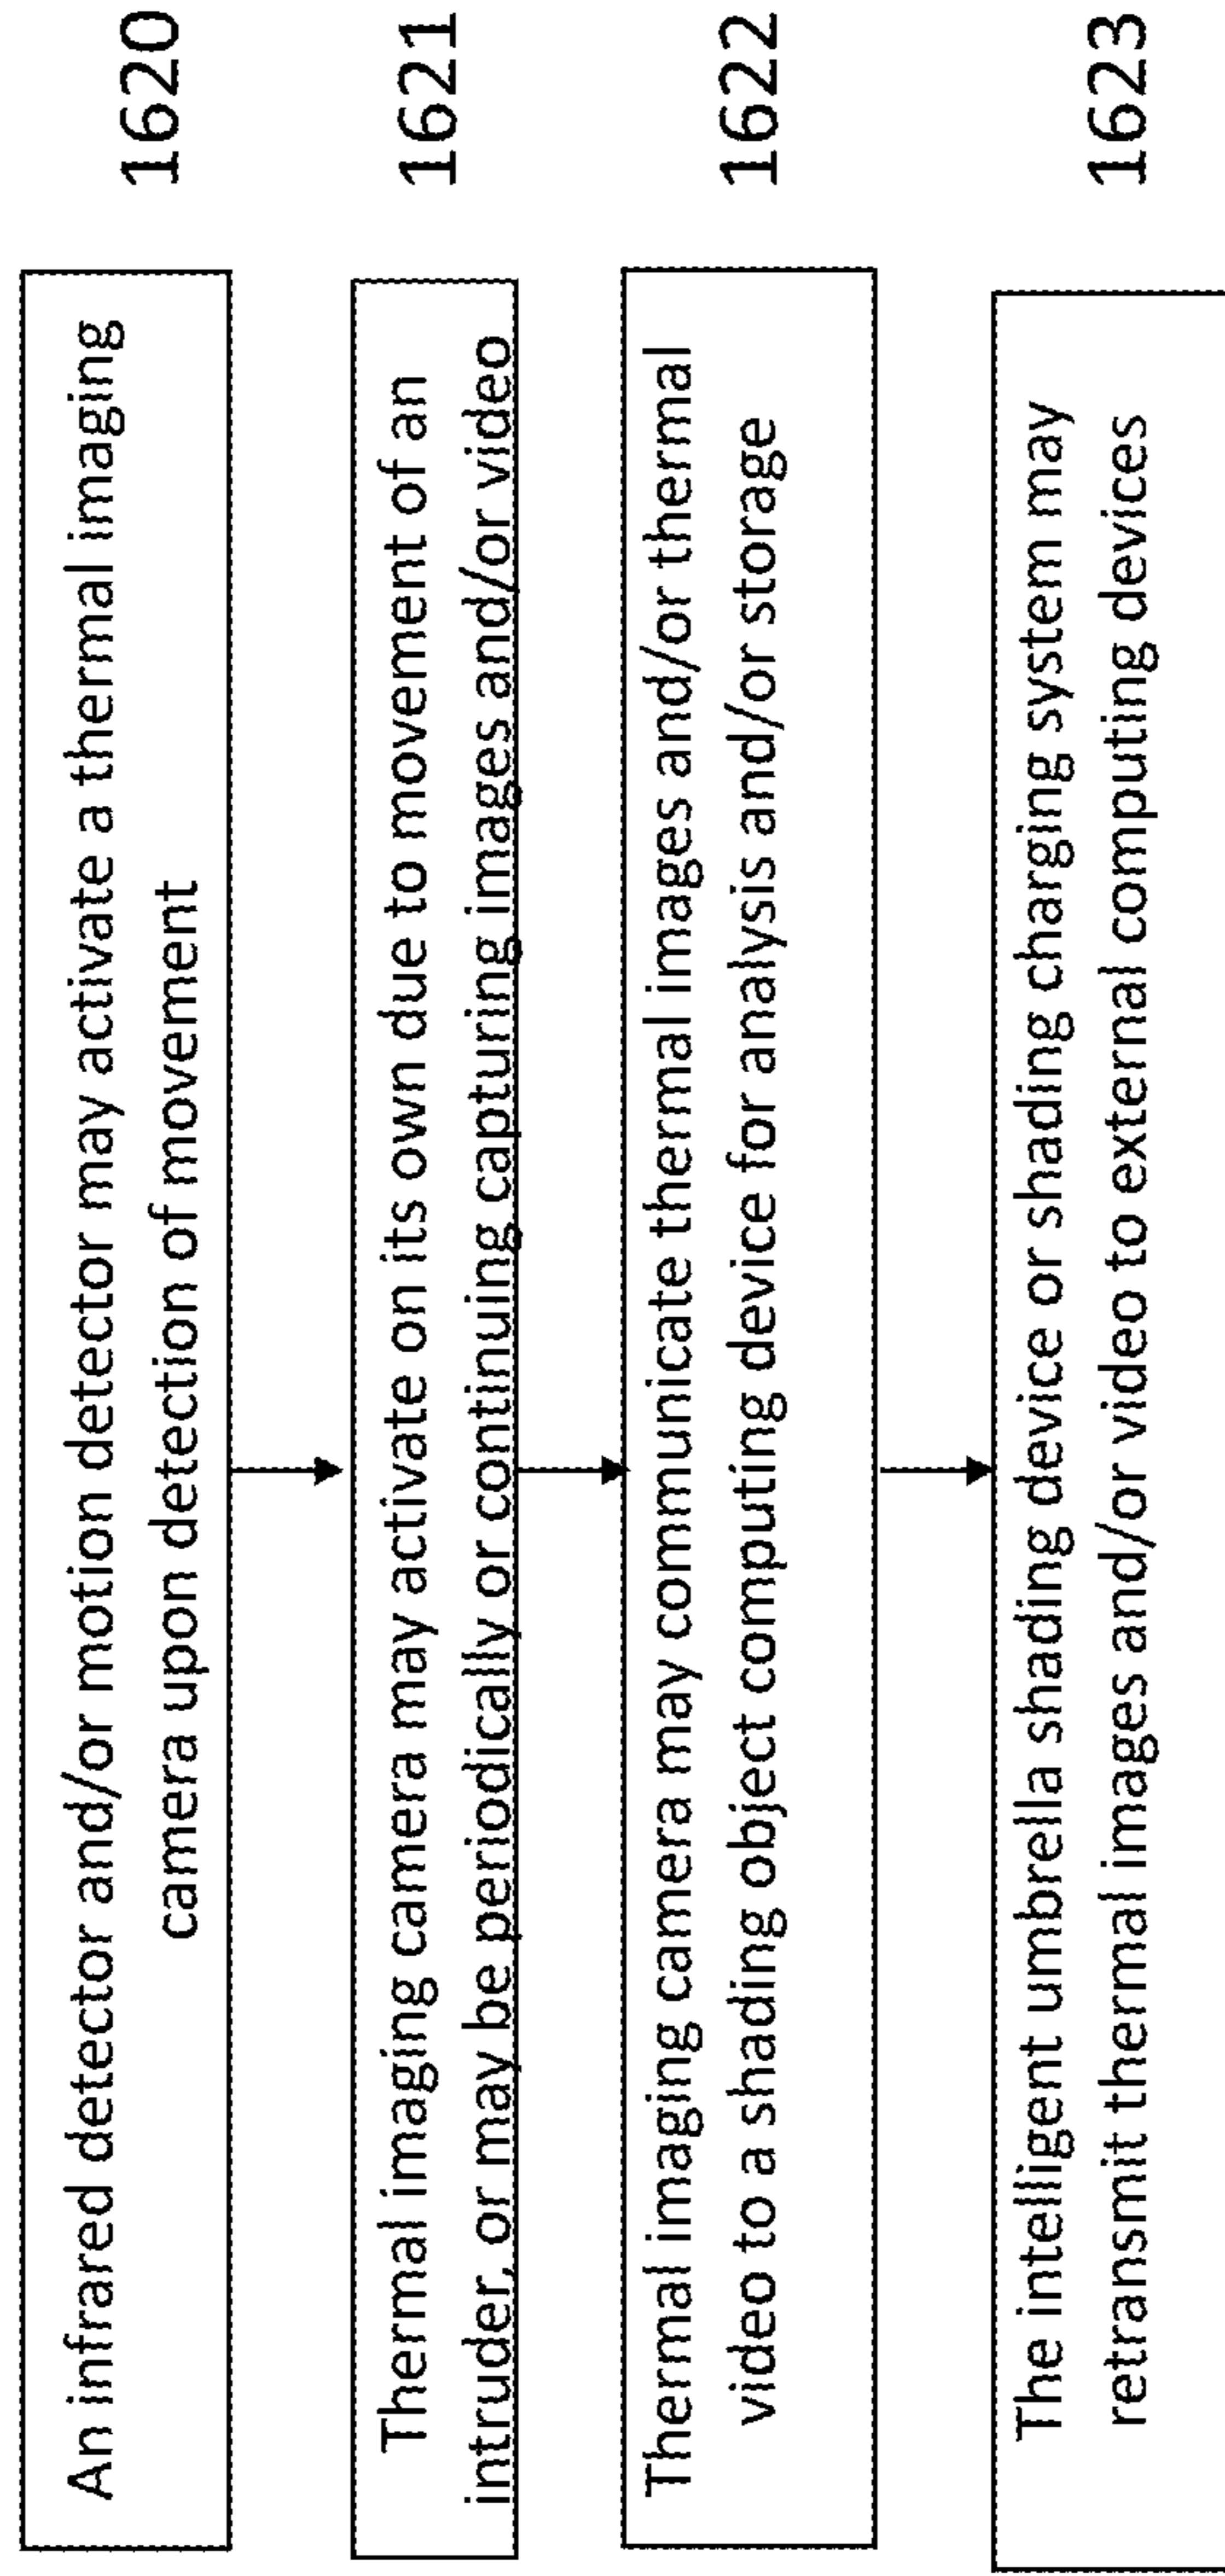 An infrared detector and/or motion detector may activate a thermal imaging
camera upon detection of movement
1620
Thermal imaging camera may activate on its own due to movement of an
intruder, or may be periodically or continuing capturing images and/or video
1621
Thermal imaging camera may communicate thermal images and/or thermal
video to a shading object computing device for analysis and/or storage
1622
The intelligent umbrella shading device or shading charging system may
retransmit thermal images and/or video to external computing devices
1623